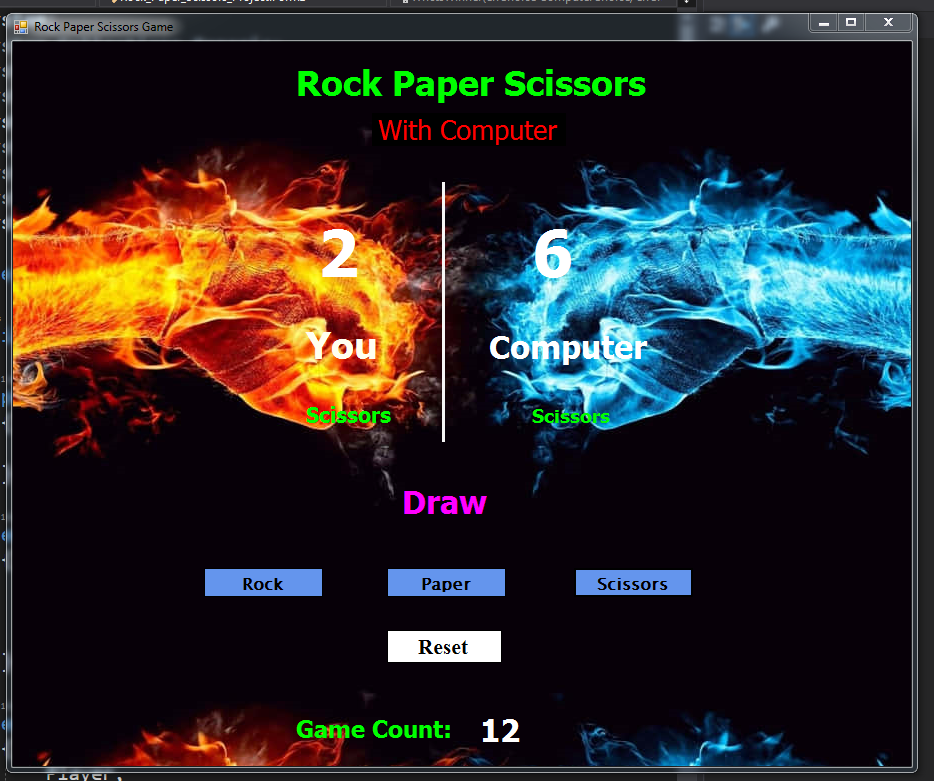 Rock Paper Scissors Game
Rock Paper Scissors
With Computer
2 6
You Computer
Scissors Scissors
Draw
Rock Paper Scissors
Reset
Game Count: 12
Player,